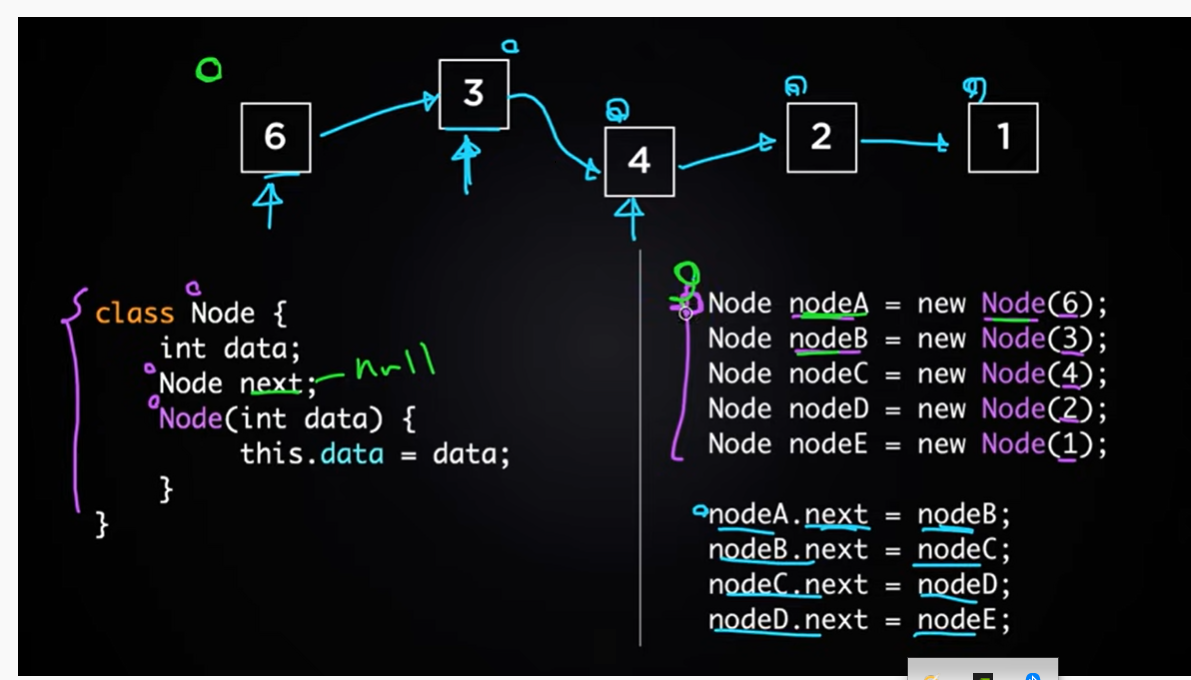 6
3
4
2
1
class Node {
int data;
Node next; null
Node(int data) {
this.data = data;
}
}
Node nodeA = new Node(6);
Node nodeB = new Node(3);
Node nodeC = new Node(4);
Node nodeD = new Node(2);
Node nodeE = new Node(1);
nodeA.next = nodeB;
nodeB.next = nodeC;
nodeC.next = nodeD;
nodeD.next = nodeE;